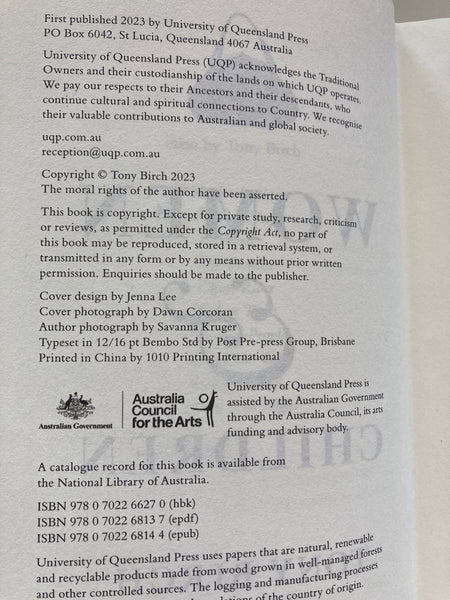 First published 2023 by University of Queensland Press
PO Box 6042, St Lucia, Queensland 4067 Australia
University of Queensland Press (UQP) acknowledges the Traditional
Owners and their custodianship of the lands on which UQP operates.
We pay our respects to their Ancestors and their descendants, who
continue cultural and spiritual connections to Country. We recognise
their valuable contributions to Australian and global society.
uqp.com.au
reception@uqp.com.au
Copyright © Tony Birch 2023
The moral rights of the author have been asserted.
This book is copyright. Except for private study, research, criticism
or reviews, as permitted under the Copyright Act, no part of
this book may be reproduced, stored in a retrieval system, or
transmitted in any form or by any means without prior written
permission. Enquiries should be made to the publisher.
Cover design by Jenna Lee
Cover photograph by Dawn Corcoran
Author photograph by Savanna Kruger
Typeset in 12/16 pt Bembo Std by Post Pre-press Group, Brisbane
Printed in China by 1010 Printing International
Australian Government
Australia
Council
for the Arts
University of Queensland Press is
assisted by the Australian Government
through the Australia Council, its arts
funding and advisory body.
A catalogue record for this book is available from
the National Library of Australia.
ISBN 978 0 7022 6627 0 (hbk)
ISBN 978 0 7022 6813 7 (epdf)
ISBN 978 0 7022 6814 4 (epub)
University of Queensland Press uses papers that are natural, renewable
and recyclable products made from wood grown in well-managed forests
and other controlled sources. The logging and manufacturing processes
of the country of origin.